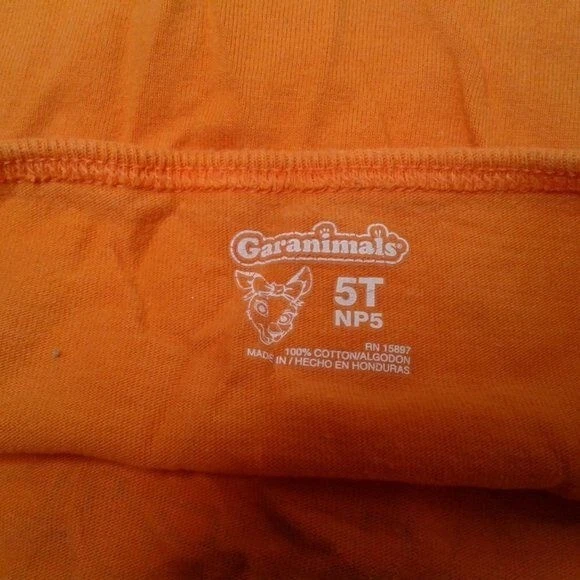 Garanimals®
5T
NP5
RN 15897
100% COTTON/ALGODON
MADE IN / HECHO EN HONDURAS